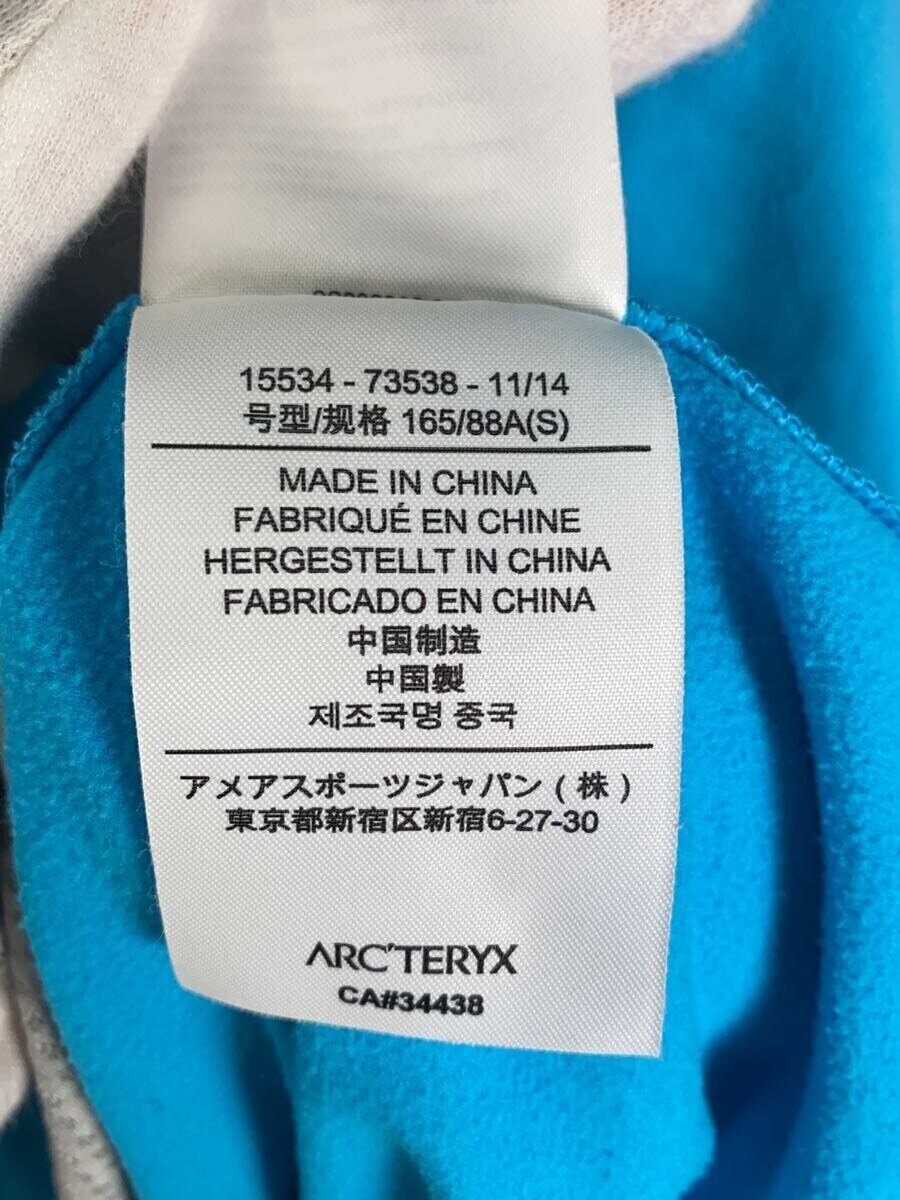 15534 - 73538 - 11/14
号型/规格 165/88A(S)
MADE IN CHINA
FABRIQUÉ EN CHINE
HERGESTELLT IN CHINA
FABRICADO EN CHINA
中国制造
中国製
제조국명 중국
アメアスポーツジャパン(株)
東京都新宿区新宿6-27-30
ARC'TERYX
CA#34438